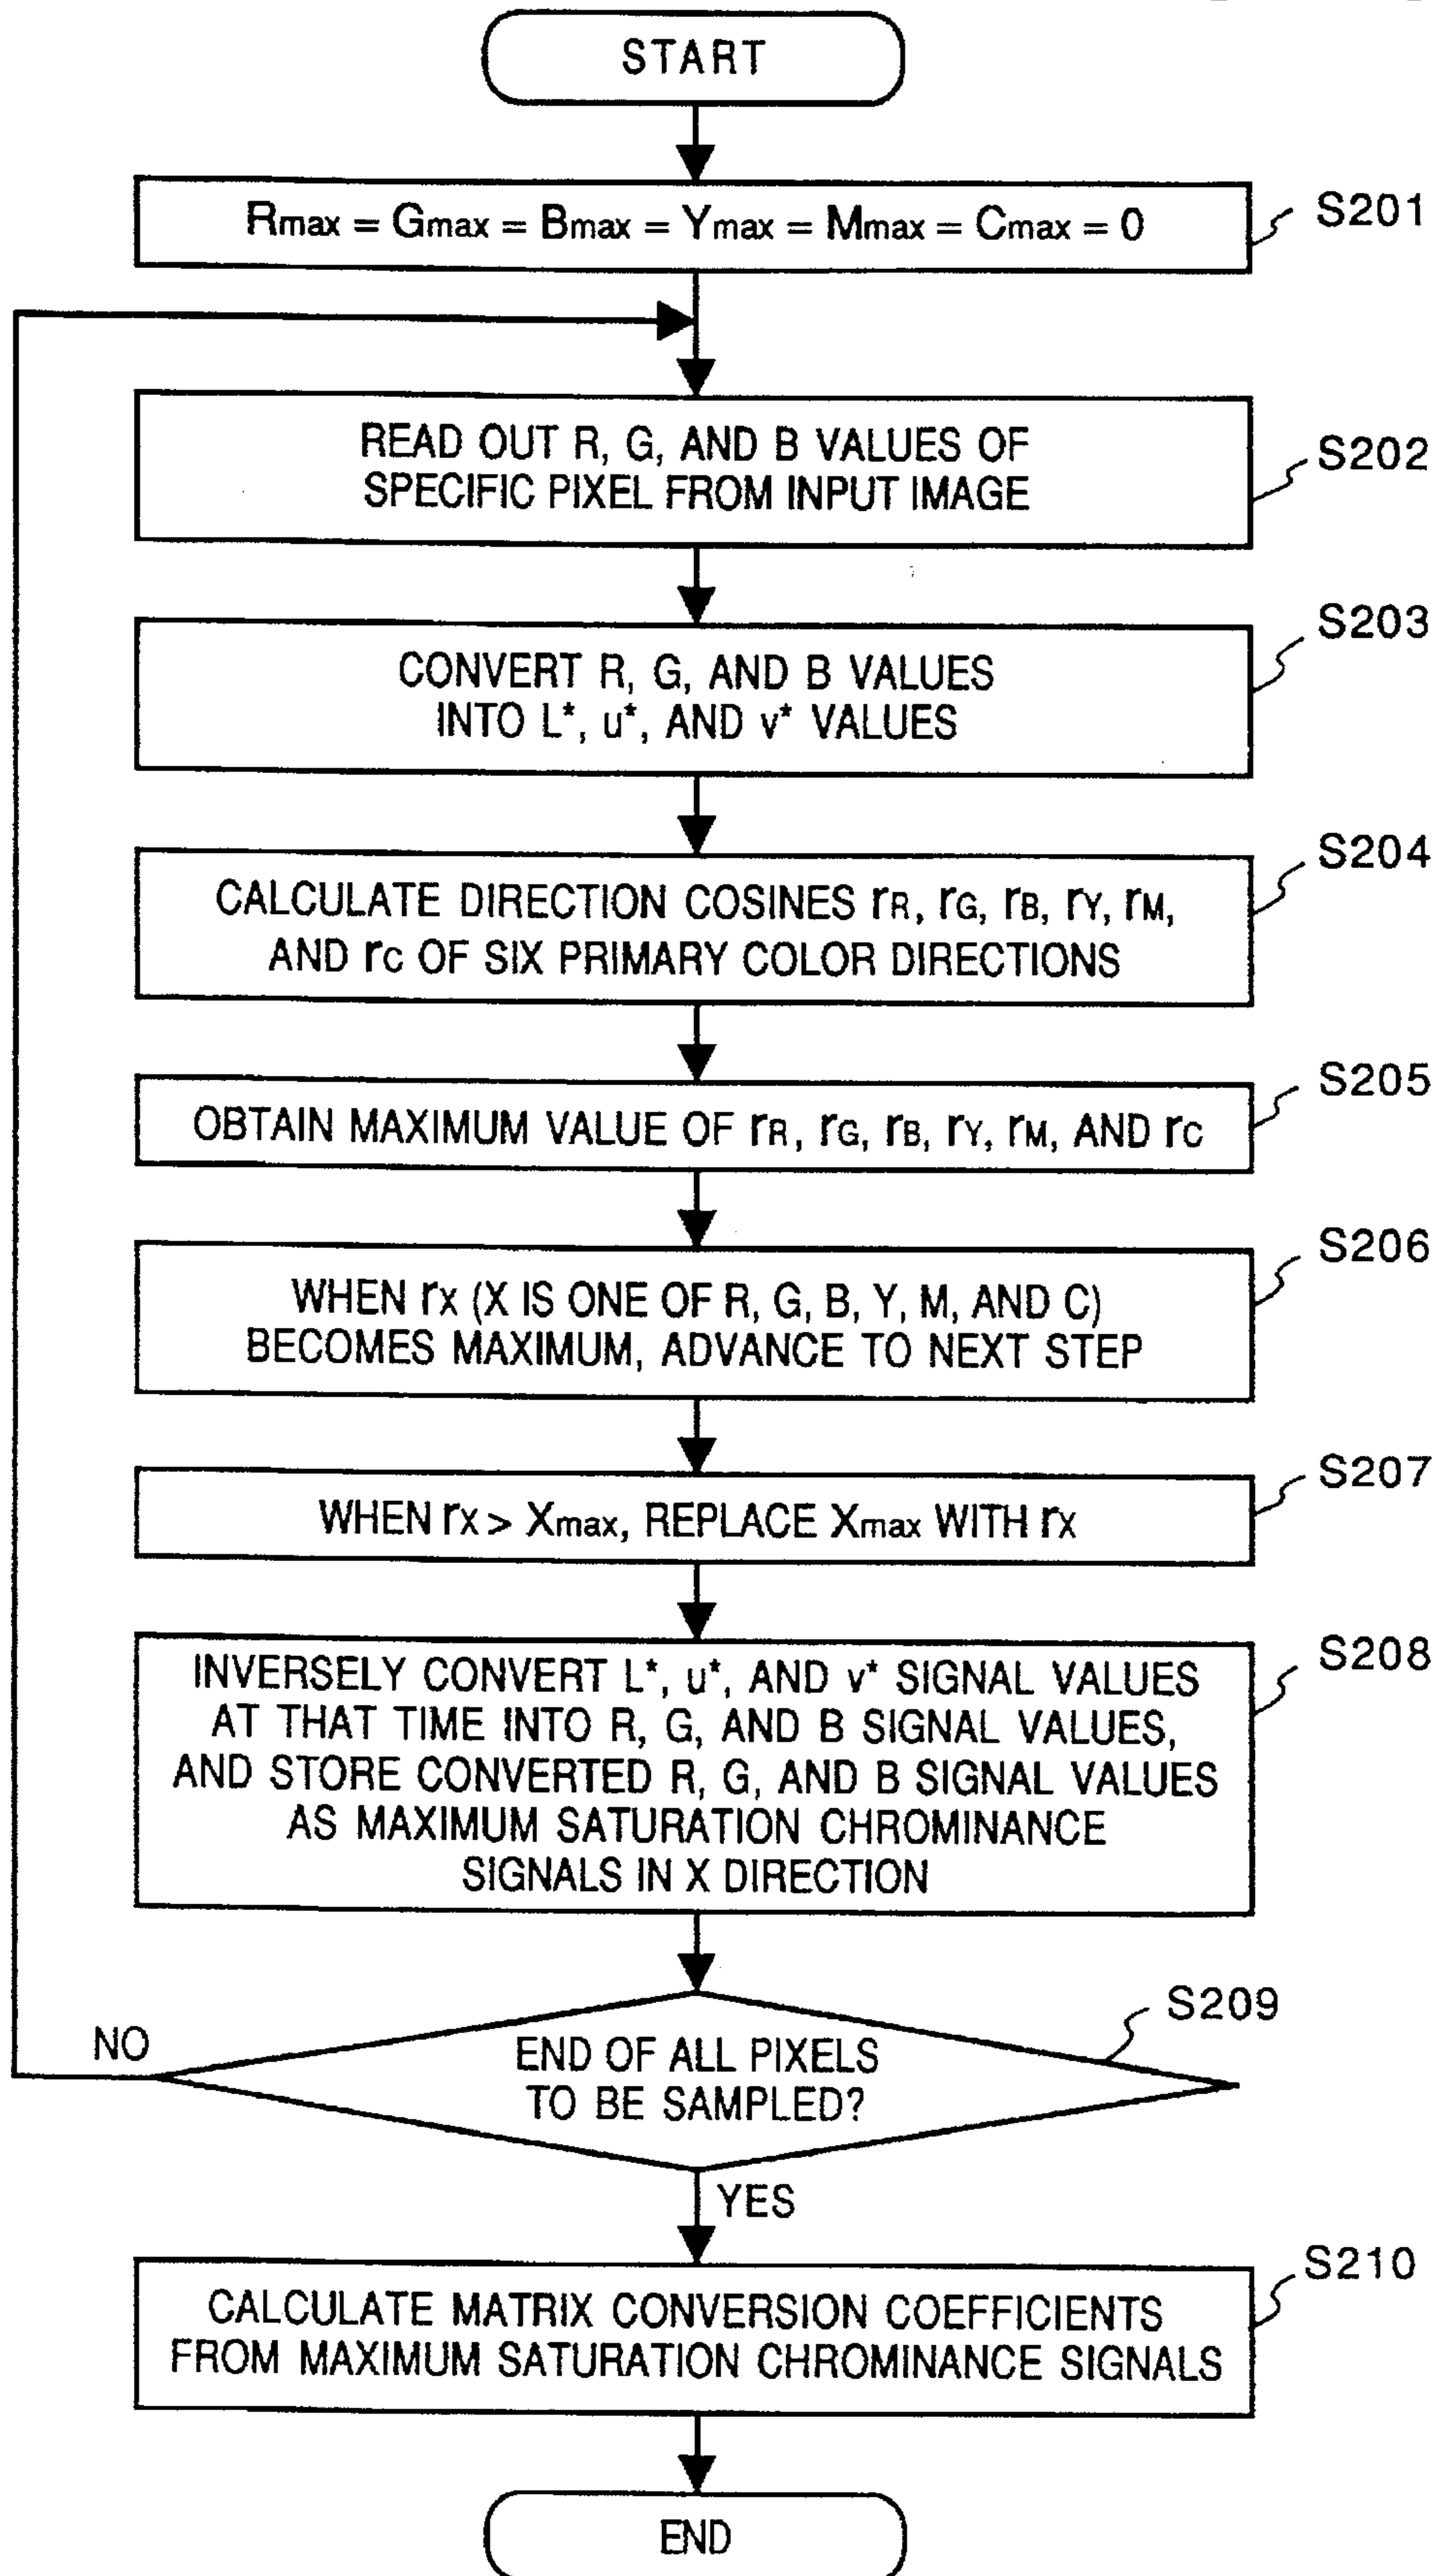 START
Rmax = Gmax = Bmax = Ymax = Mmax = Cmax = 0
S201
READ OUT R, G, AND B VALUES OF
SPECIFIC PIXEL FROM INPUT IMAGE
S202
CONVERT R, G, AND B VALUES
INTO L*, u*, AND v* VALUES
S203
CALCULATE DIRECTION COSINES rR, rG, rB, rY, rM,
AND rC OF SIX PRIMARY COLOR DIRECTIONS
S204
OBTAIN MAXIMUM VALUE OF rR, rG, rB, rY, rM, AND rC
S205
WHEN rX (X IS ONE OF R, G, B, Y, M, AND C)
BECOMES MAXIMUM, ADVANCE TO NEXT STEP
S206
WHEN rX > Xmax, REPLACE Xmax WITH rX
S207
INVERSELY CONVERT L*, u*, AND v* SIGNAL VALUES
AT THAT TIME INTO R, G, AND B SIGNAL VALUES,
AND STORE CONVERTED R, G, AND B SIGNAL VALUES
AS MAXIMUM SATURATION CHROMINANCE
SIGNALS IN X DIRECTION
S208
END OF ALL PIXELS
TO BE SAMPLED?
S209
NO
YES
CALCULATE MATRIX CONVERSION COEFFICIENTS
FROM MAXIMUM SATURATION CHROMINANCE SIGNALS
S210
END